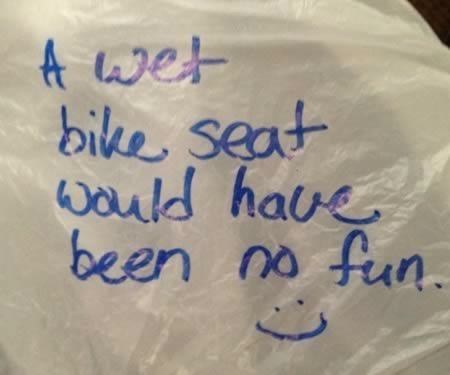 A wet
bike seat
would have
been no fun.
:)